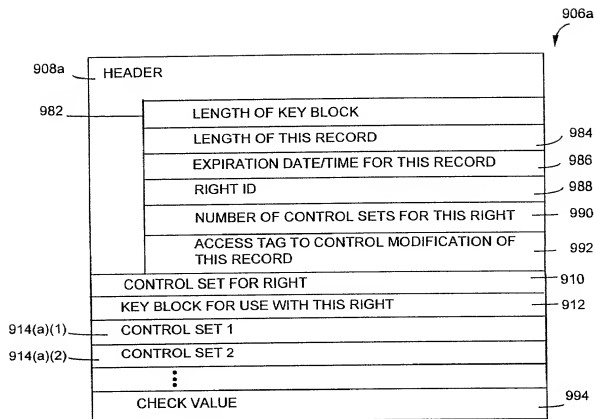 906a
908a
HEADER
982
LENGTH OF KEY BLOCK
LENGTH OF THIS RECORD
984
EXPIRATION DATE/TIME FOR THIS RECORD
986
RIGHT ID
988
NUMBER OF CONTROL SETS FOR THIS RIGHT
990
ACCESS TAG TO CONTROL MODIFICATION OF
THIS RECORD
992
CONTROL SET FOR RIGHT
910
KEY BLOCK FOR USE WITH THIS RIGHT
912
914(a)(1)
CONTROL SET 1
914(a)(2)
CONTROL SET 2
CHECK VALUE
994